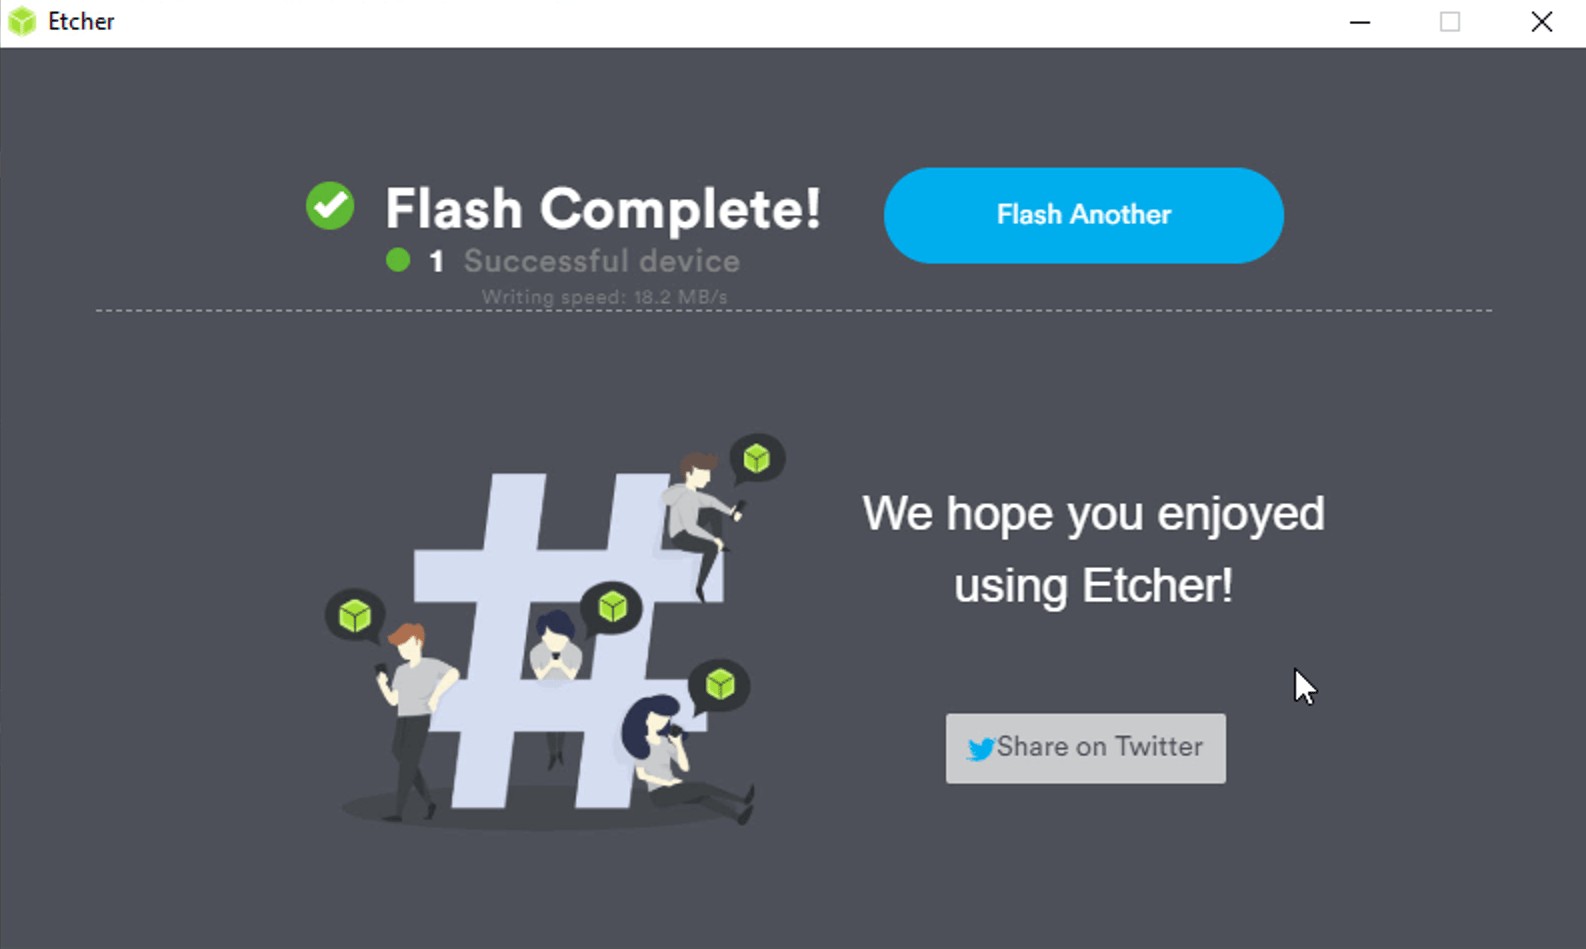 Etcher
Flash Complete!
1 Successful device
Writing speed: 18.2 MB/s
Flash Another
We hope you enjoyed
using Etcher!
Share on Twitter